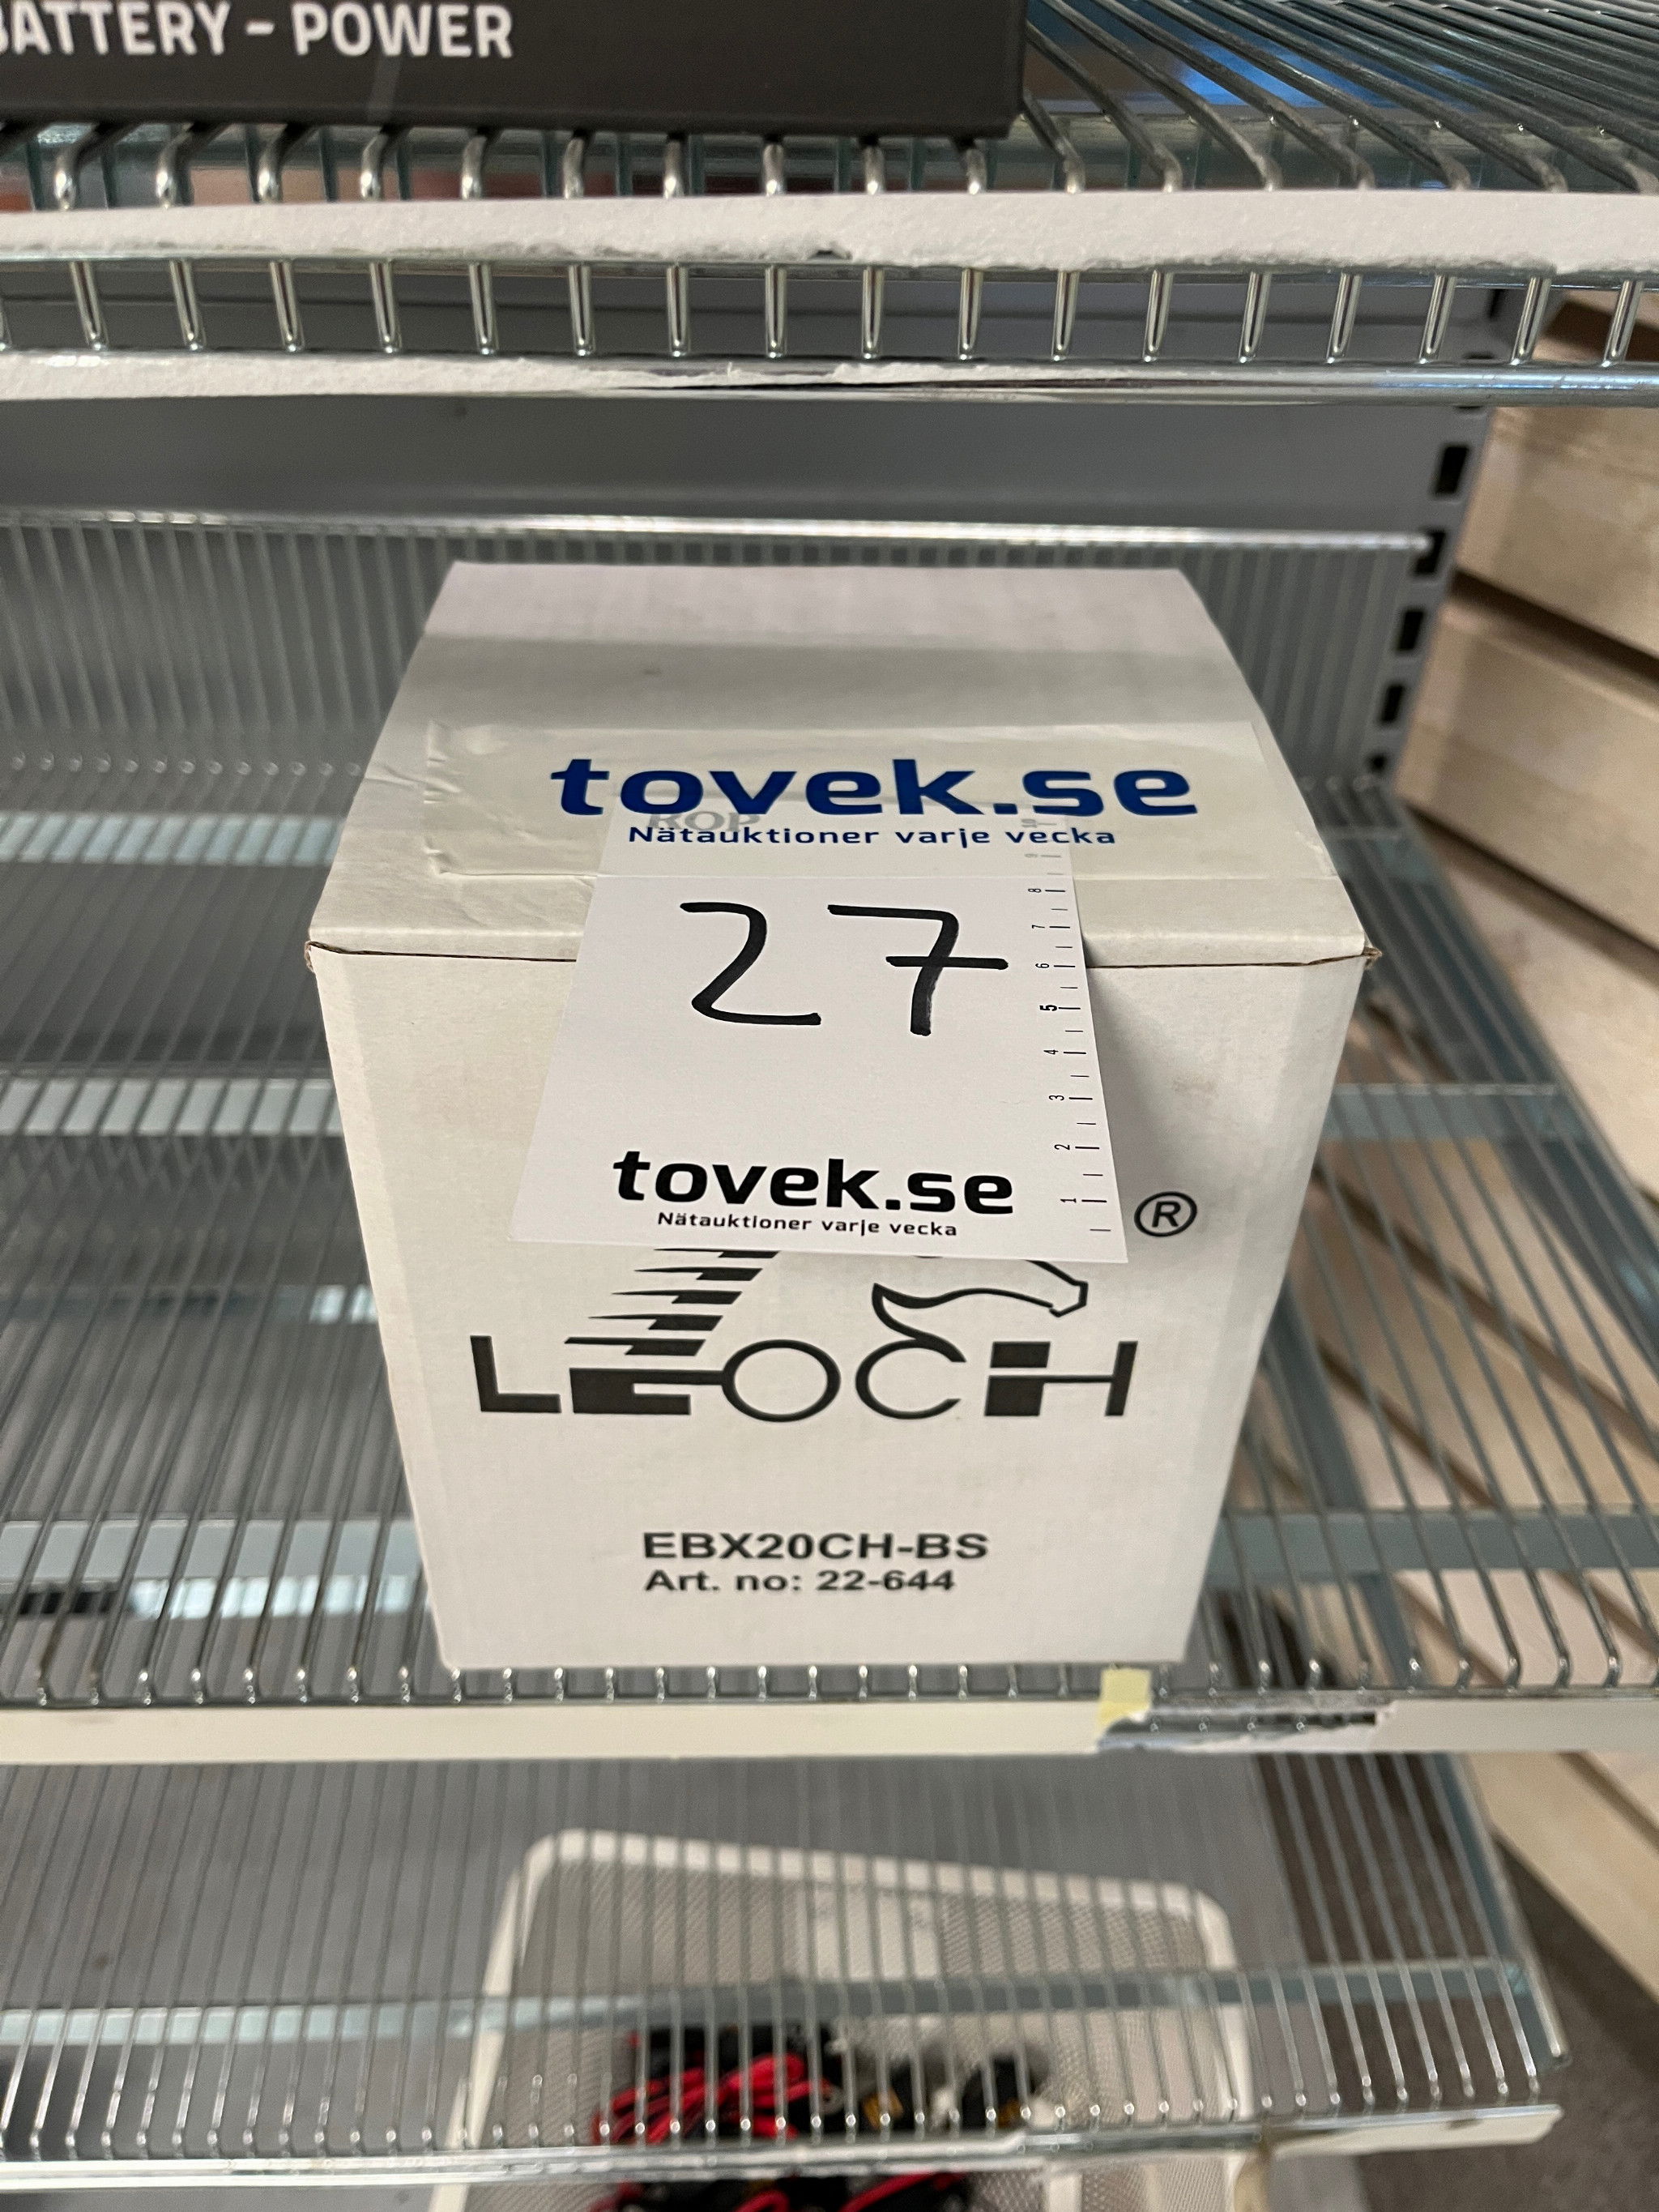 BATTERY - POWER
tovek.se
Nätauktioner varje vecka
27
8
7
6
5
4
3
2
1
tovek.se
Nätauktioner varje vecka
®
LEOCH
EBX20CH-BS
Art. no: 22-644